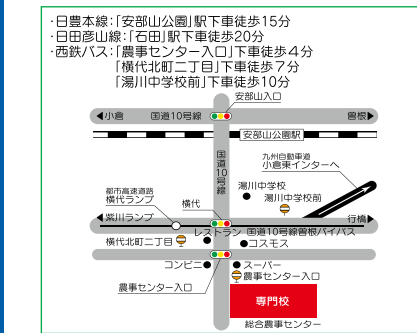 ・日豊本線:「安部山公園」駅下車徒歩15分
・日田彦山線:「石田」駅下車徒歩20分
・西鉄バス:「農事センター入口」下車徒歩4分
「横代北町二丁目」下車徒歩7分
「湯川中学校前」下車徒歩10分
安部山入口
◀小倉 国道10号線 曽根▶
安部山公園駅
国道10号線
九州自動車道
小倉東インターへ
湯川中学校
湯川中学校前
都市高速道路
横代ランプ
横代
◀紫川ランプ 行橋▶
レストラン 国道10号線曽根バイパス
横代北町二丁目
コスモス
コンビニ
スーパー
農事センター入口
農事センター入口
専門校
総合農事センター